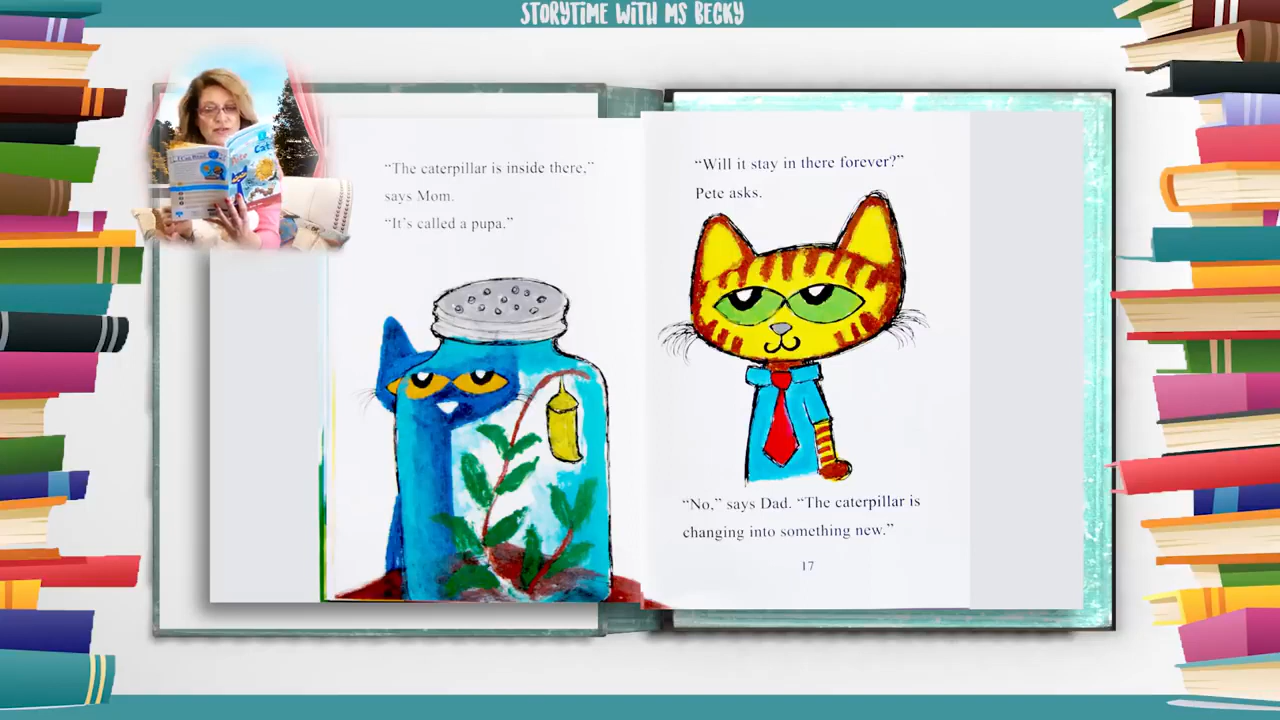 STORYTIME WITH MS BECKY
"The caterpillar is inside there,"
says Mom.
"It's called a pupa."
"Will it stay in there forever?"
Pete asks.
"No," says Dad. "The caterpillar is
changing into something new."
17